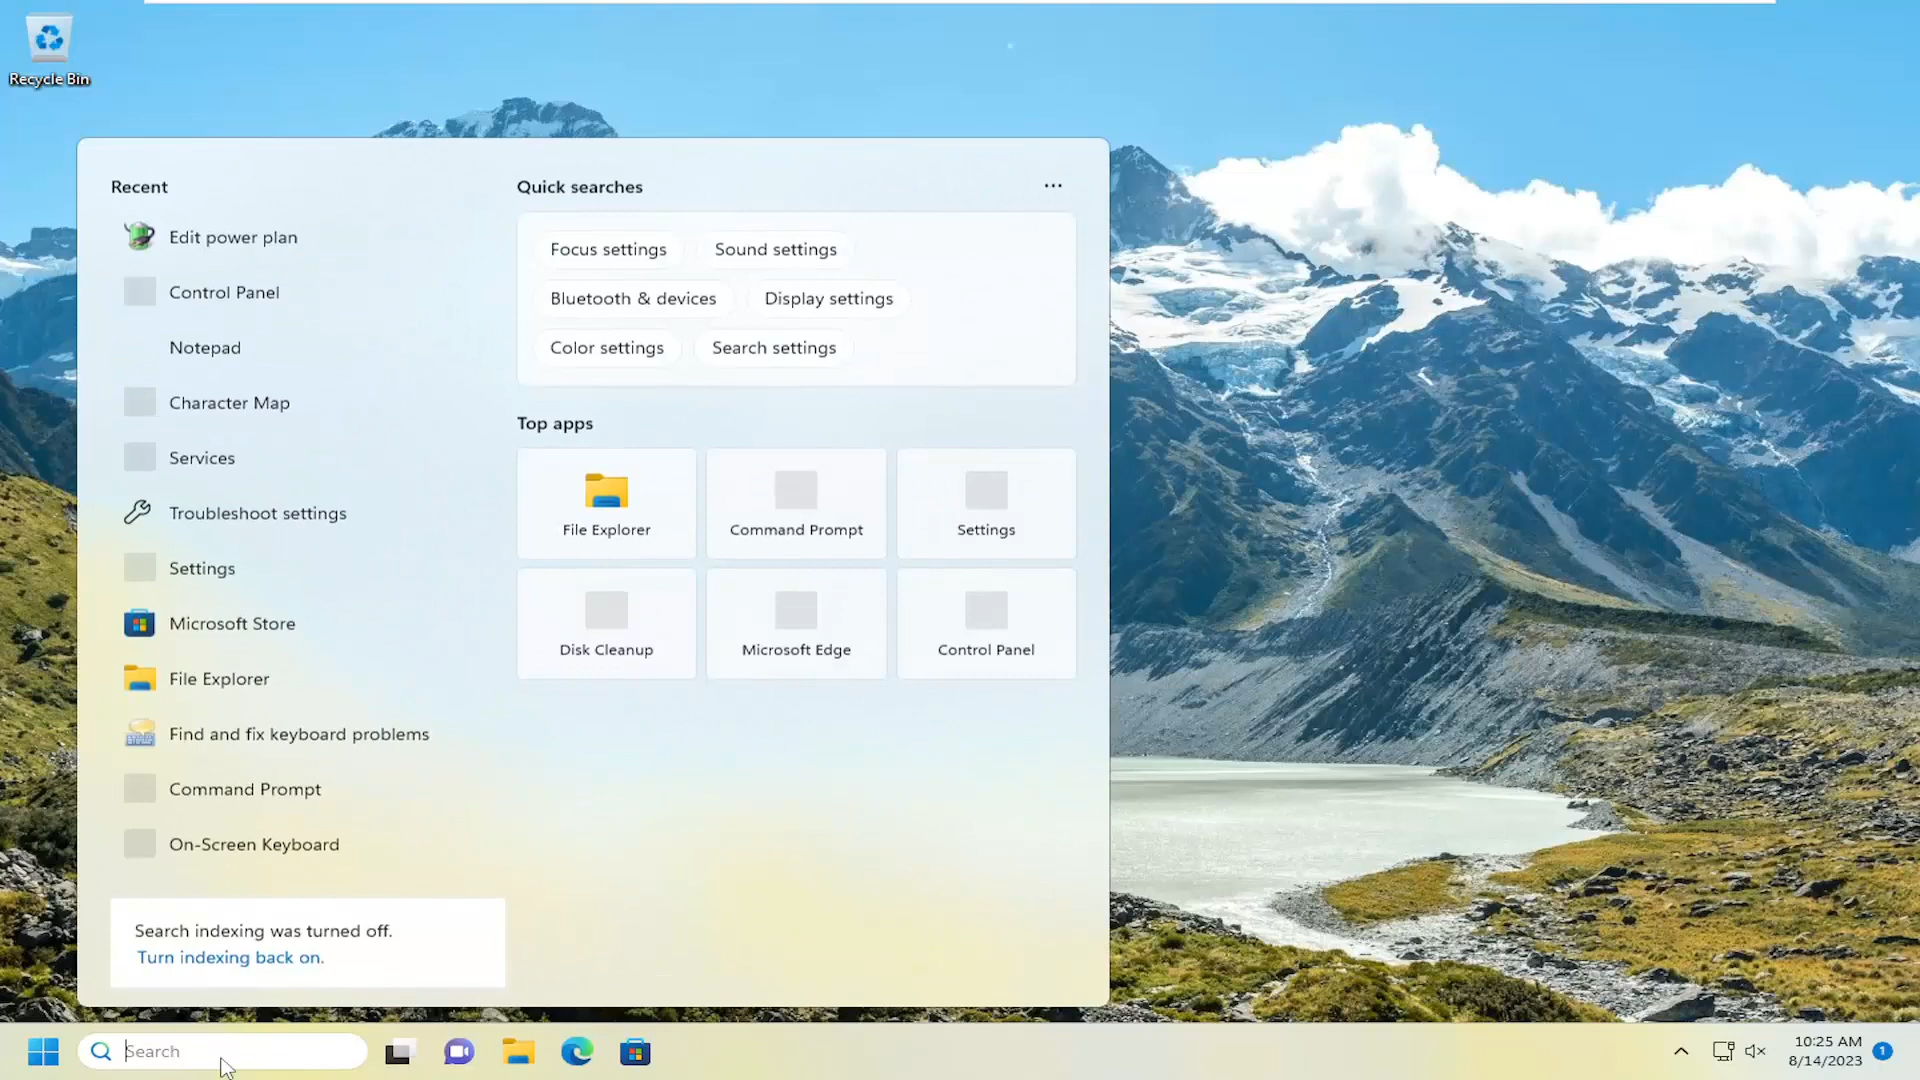 Recycle Bin
Recent
Edit power plan
Control Panel
Notepad
Character Map
Services
Troubleshoot settings
Settings
Microsoft Store
File Explorer
Find and fix keyboard problems
Command Prompt
On-Screen Keyboard
Search indexing was turned off.
Turn indexing back on.
Quick searches
Focus settings Sound settings
Bluetooth & devices Display settings
Color settings Search settings
Top apps
File Explorer Command Prompt Settings
Disk Cleanup Microsoft Edge Control Panel
Search
10:25 AM
8/14/2023
1